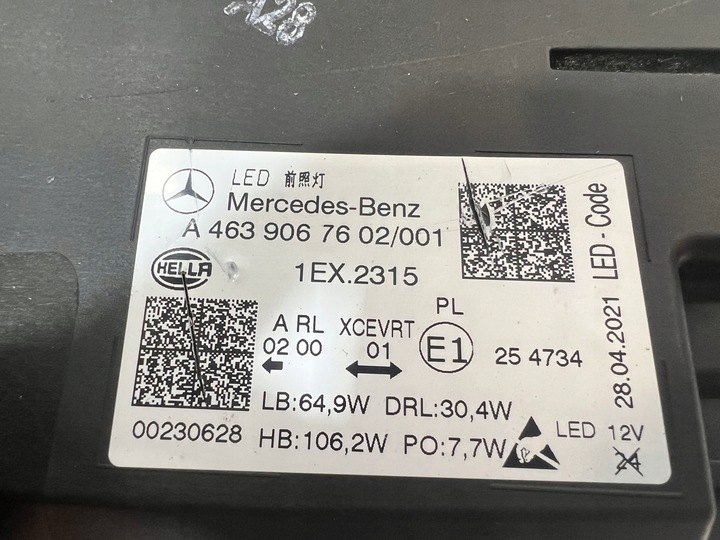 A28
LED 前照灯
Mercedes-Benz
A 463 906 76 02/001
HELLA
1EX.2315
A RL XCEVRT PL
02 00 01 E1 25 4734
LB:64,9W DRL:30,4W
00230628 HB:106,2W PO:7,7W LED 12V
24
28.04.2021 LED-Code